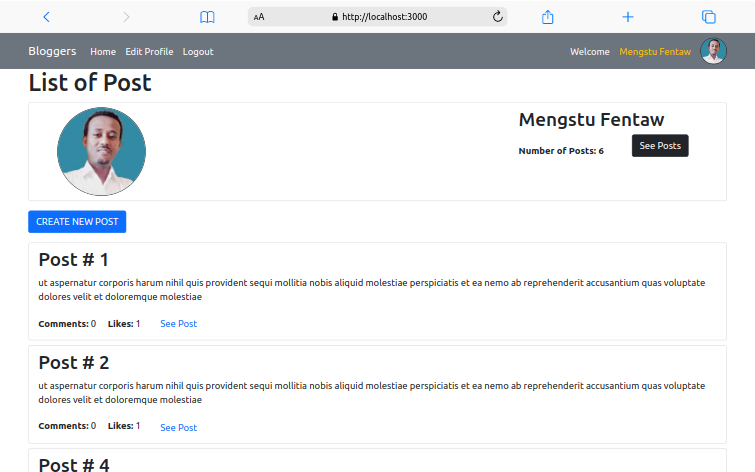 AA http://localhost:3000
Bloggers Home Edit Profile Logout Welcome Mengstu Fentaw
List of Post
Mengstu Fentaw
Number of Posts: 6 See Posts
CREATE NEW POST
Post # 1
ut aspernatur corporis harum nihil quis provident sequi mollitia nobis aliquid molestiae perspiciatis et ea nemo ab reprehenderit accusantium quas voluptate
dolores velit et doloremque molestiae
Comments: 0 Likes: 1 See Post
Post # 2
ut aspernatur corporis harum nihil quis provident sequi mollitia nobis aliquid molestiae perspiciatis et ea nemo ab reprehenderit accusantium quas voluptate
dolores velit et doloremque molestiae
Comments: 0 Likes: 1 See Post
Post # 4